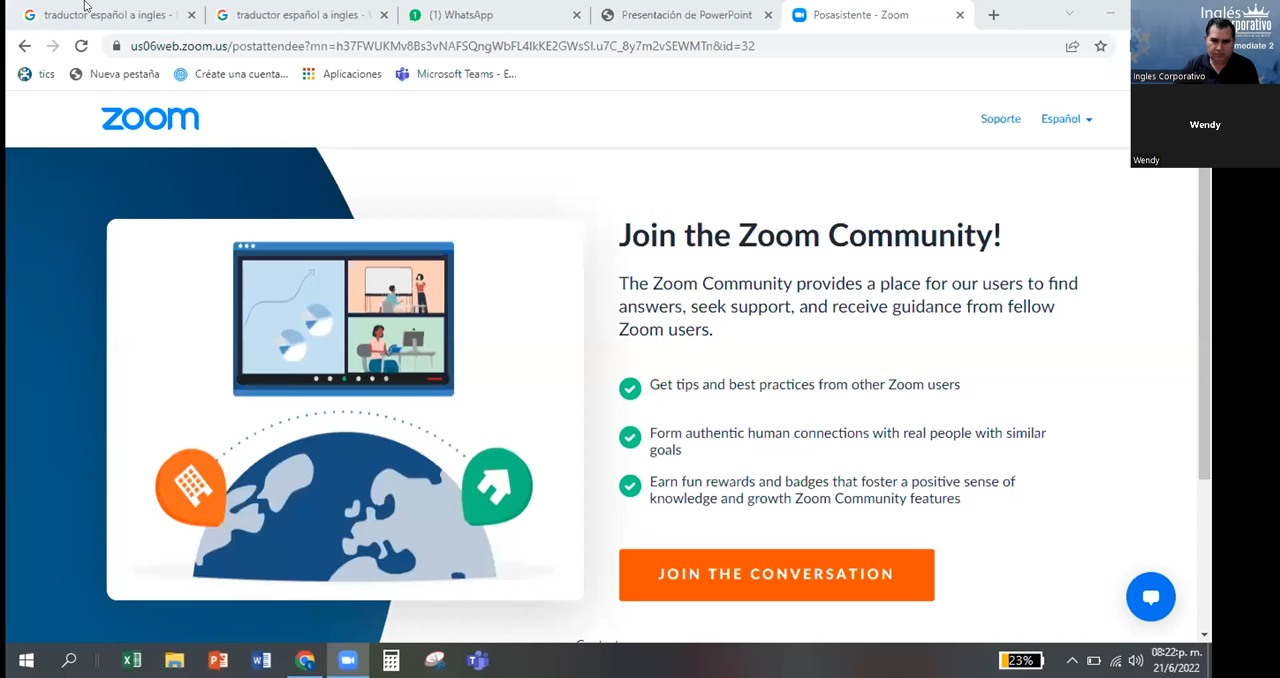 traductor español a ingles -
traductor español a ingles -
(1) WhatsApp
Presentación de PowerPoint
Posasistente - Zoom
us06web.zoom.us/postattendee?mn=h37FWUKMv8Bs3vNAFSQngWbFL4IkKE2GWsSI.u7C_8y7m2vSEWMTn&id=32
tics
Nueva pestaña
Créate una cuenta...
Aplicaciones
Microsoft Teams - E...
Inglés
mediate 2
Ingles Corporativo
Wendy
Wendy
zoom
Soporte
Español
Join the Zoom Community!
The Zoom Community provides a place for our users to find
answers, seek support, and receive guidance from fellow
Zoom users.
Get tips and best practices from other Zoom users
Form authentic human connections with real people with similar
goals
Earn fun rewards and badges that foster a positive sense of
knowledge and growth Zoom Community features
JOIN THE CONVERSATION
23%
08:22p. m.
21/6/2022